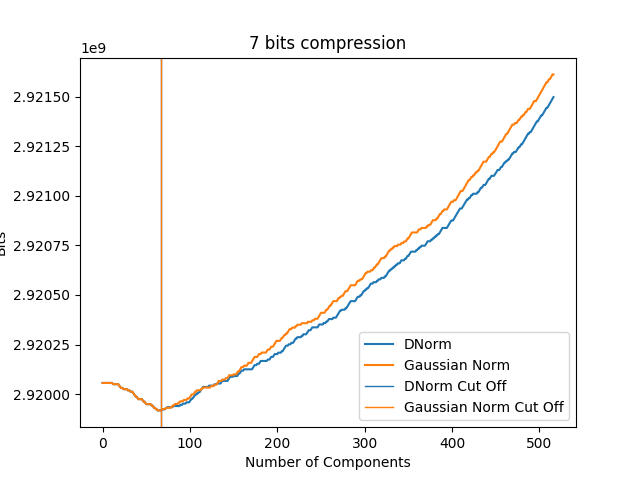 7 bits compression
1e9
2.92150
2.92125
2.92100
2.92075
2.92050
2.92025
2.92000
Bits
0 100 200 300 400 500
Number of Components
DNorm
Gaussian Norm
DNorm Cut Off
Gaussian Norm Cut Off